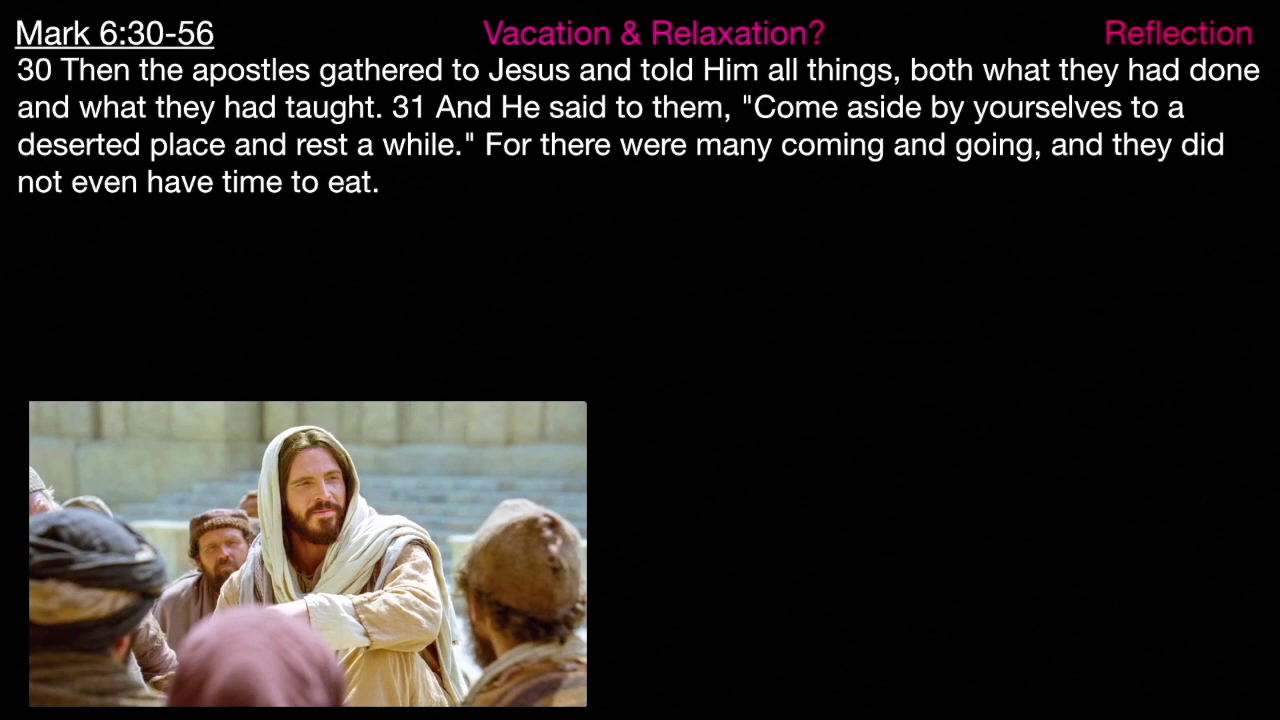 Mark 6:30-56 Vacation & Relaxation? Reflection
30 Then the apostles gathered to Jesus and told Him all things, both what they had done
and what they had taught. 31 And He said to them, "Come aside by yourselves to a
deserted place and rest a while." For there were many coming and going, and they did
not even have time to eat.